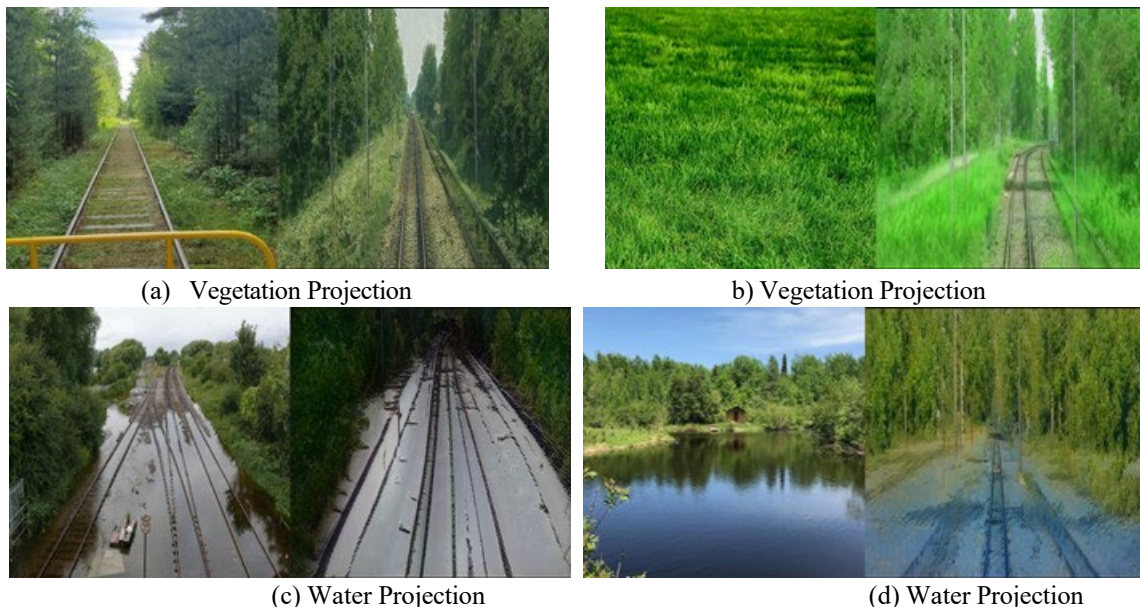 (a) Vegetation Projection
b) Vegetation Projection
(c) Water Projection
(d) Water Projection